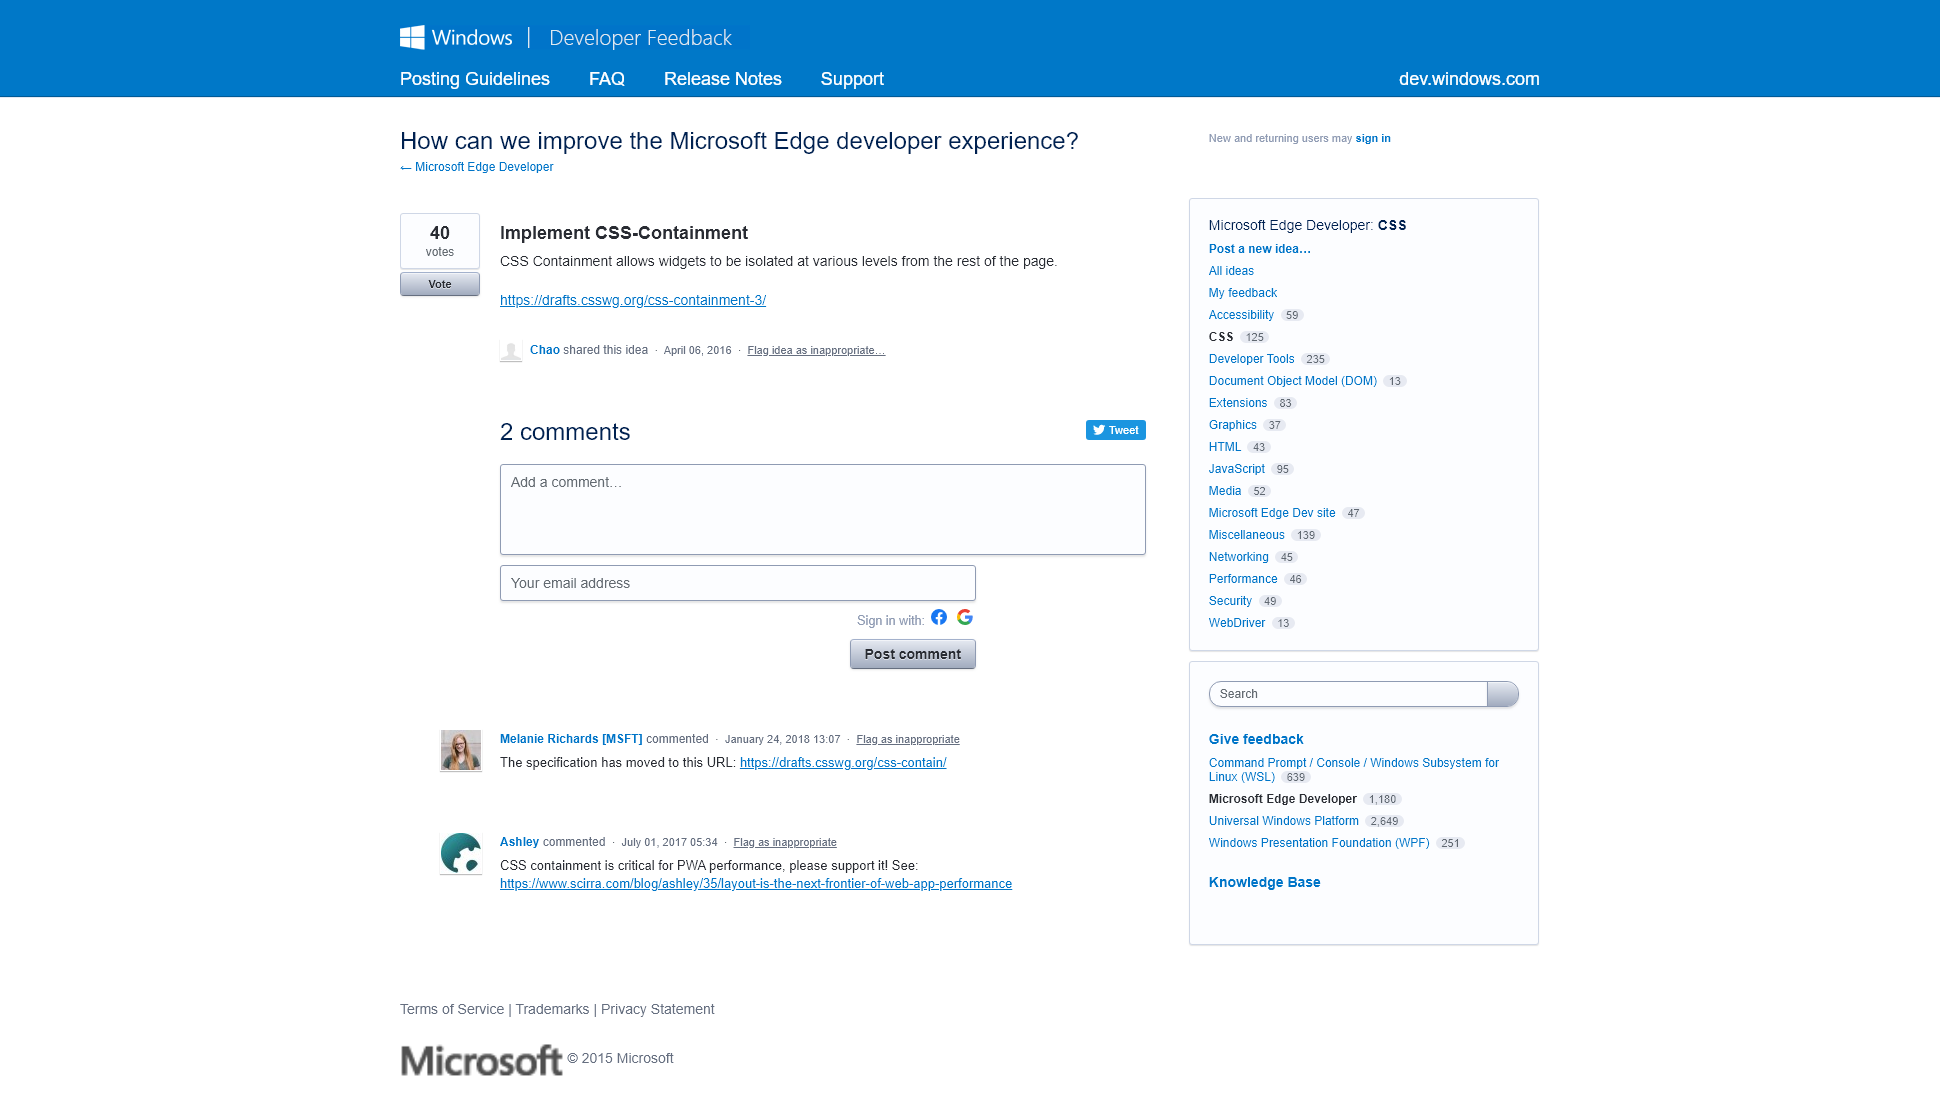 Windows | Developer Feedback
Posting Guidelines FAQ Release Notes Support dev.windows.com
How can we improve the Microsoft Edge developer experience?
← Microsoft Edge Developer
New and returning users may sign in
40
votes
Vote
Implement CSS-Containment
CSS Containment allows widgets to be isolated at various levels from the rest of the page.
https://drafts.csswg.org/css-containment-3/
Chao shared this idea · April 06, 2016 · Flag idea as inappropriate…
2 comments
Tweet
Add a comment…
Your email address
Sign in with:
Post comment
Melanie Richards [MSFT] commented · January 24, 2018 13:07 · Flag as inappropriate
The specification has moved to this URL: https://drafts.csswg.org/css-contain/
Ashley commented · July 01, 2017 05:34 · Flag as inappropriate
CSS containment is critical for PWA performance, please support it! See:
https://www.scirra.com/blog/ashley/35/layout-is-the-next-frontier-of-web-app-performance
Microsoft Edge Developer: CSS
Post a new idea…
All ideas
My feedback
Accessibility 59
CSS 125
Developer Tools 235
Document Object Model (DOM) 13
Extensions 83
Graphics 37
HTML 43
JavaScript 95
Media 52
Microsoft Edge Dev site 47
Miscellaneous 139
Networking 45
Performance 46
Security 49
WebDriver 13
Search
Give feedback
Command Prompt / Console / Windows Subsystem for
Linux (WSL) 639
Microsoft Edge Developer 1,180
Universal Windows Platform 2,649
Windows Presentation Foundation (WPF) 251
Knowledge Base
Terms of Service | Trademarks | Privacy Statement
Microsoft © 2015 Microsoft